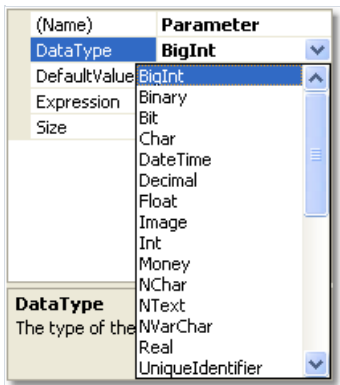 (Name) Parameter
DataType BigInt
DefaultValue BigInt
Binary
Expression
Bit
Size
Char
DateTime
Decimal
Float
Image
Int
Money
NChar
DataType
NText
The type of the
NVarChar
Real
UniqueIdentifier